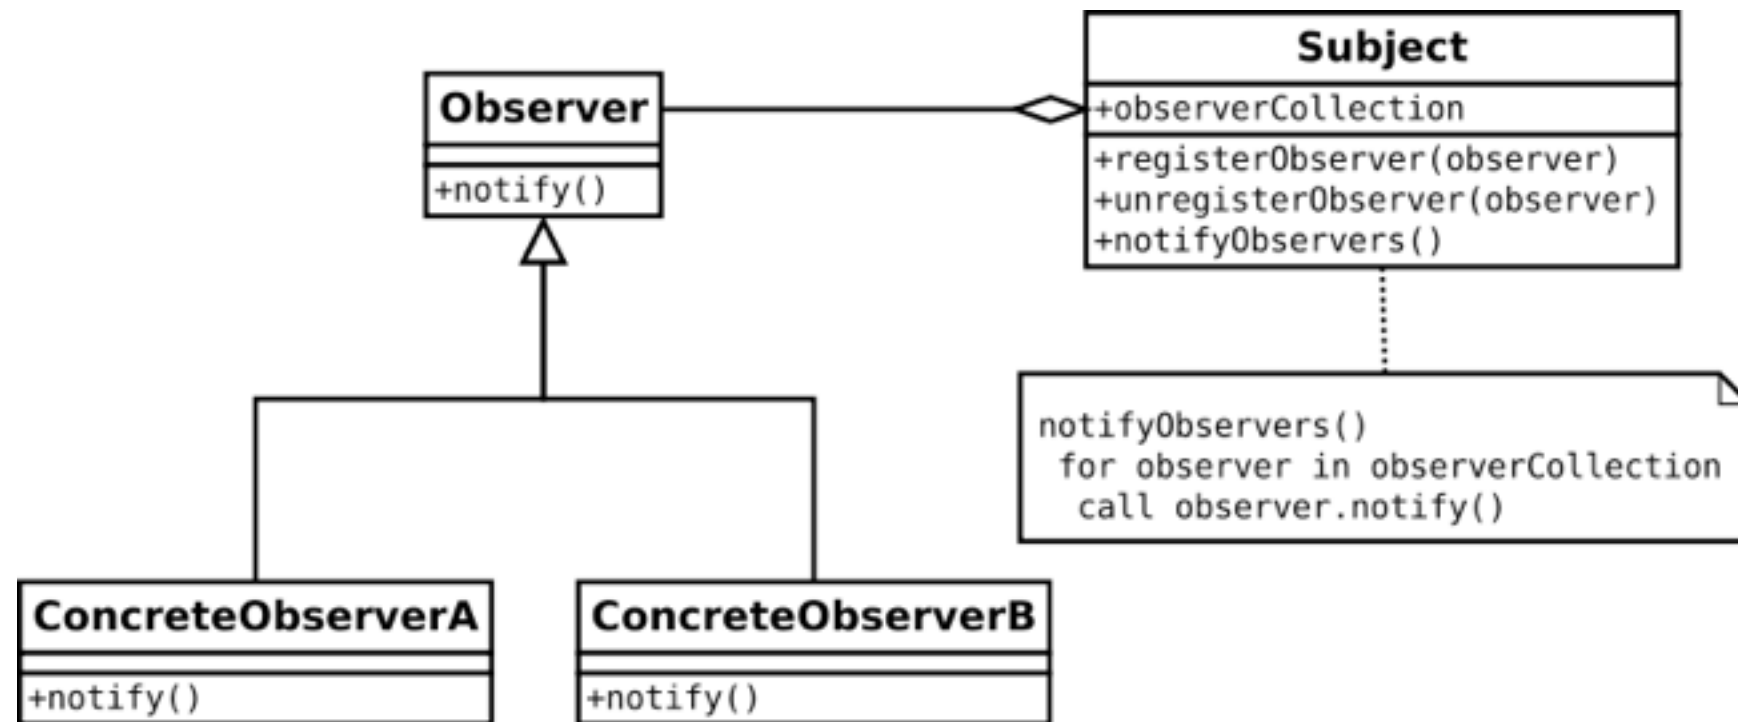 Observer
+notify()
Subject
+observerCollection
+registerObserver(observer)
+unregisterObserver(observer)
+notifyObservers()
notifyObservers()
for observer in observerCollection
call observer.notify()
ConcreteObserverA
+notify()
ConcreteObserverB
+notify()